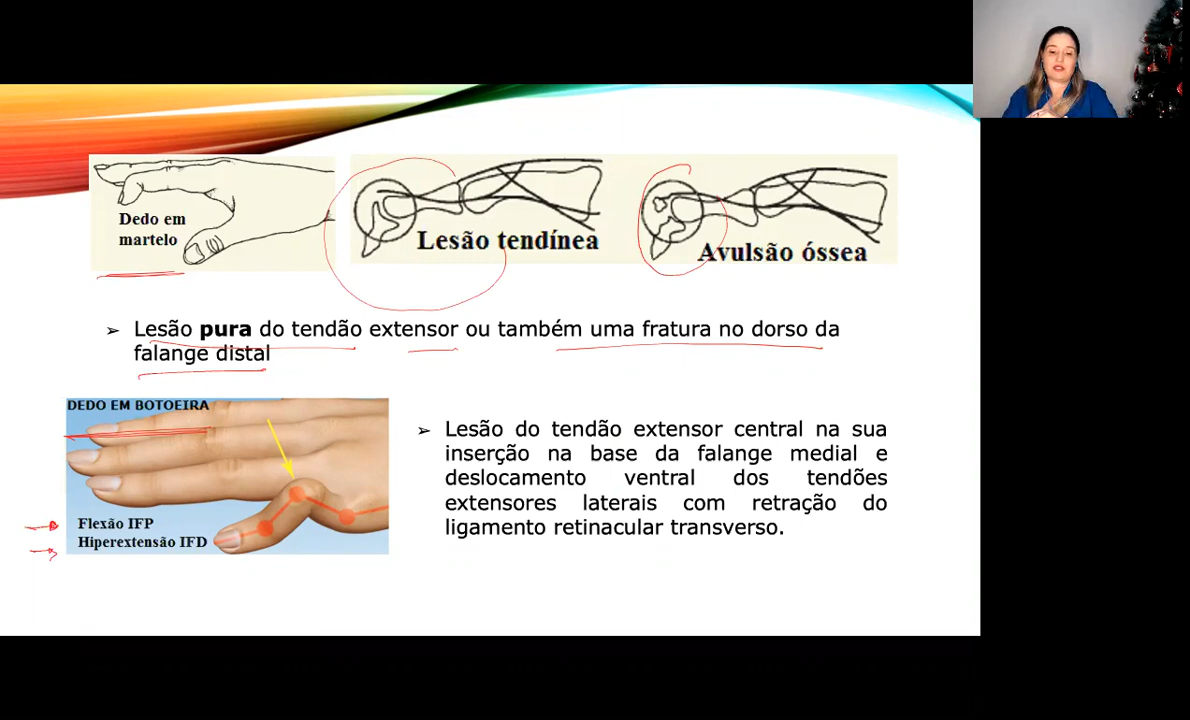 Dedo em
martelo
Lesão tendínea
Avulsão óssea
➢ Lesão pura do tendão extensor ou também uma fratura no dorso da
falange distal
DEDO EM BOTOEIRA
Flexão IFP
Hiperextensão IFD
➢ Lesão do tendão extensor central na sua
inserção na base da falange medial e
deslocamento ventral dos tendões
extensores laterais com retração do
ligamento retinacular transverso.